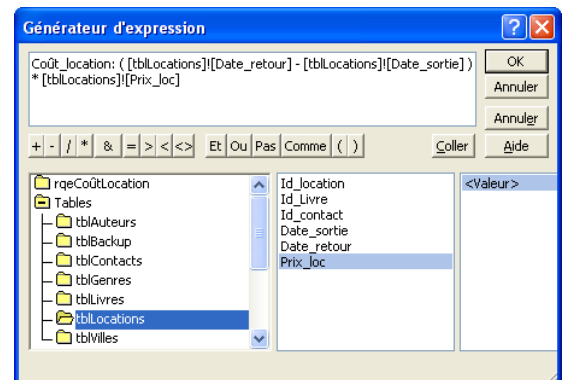 Générateur d'expression
Coût_location: ( [tblLocations]![Date_retour] - [tblLocations]![Date_sortie] )
* [tblLocations]![Prix_loc]
OK
Annuler
Annuler
+ - / * & = > < <> Et Ou Pas Comme ( ) Coller Aide
rqeCoûtLocation
Tables
tblAuteurs
tblBackup
tblContacts
tblGenres
tblLivres
tblLocations
tblVilles
Id_location
Id_Livre
Id_contact
Date_sortie
Date_retour
Prix_loc
<Valeur>